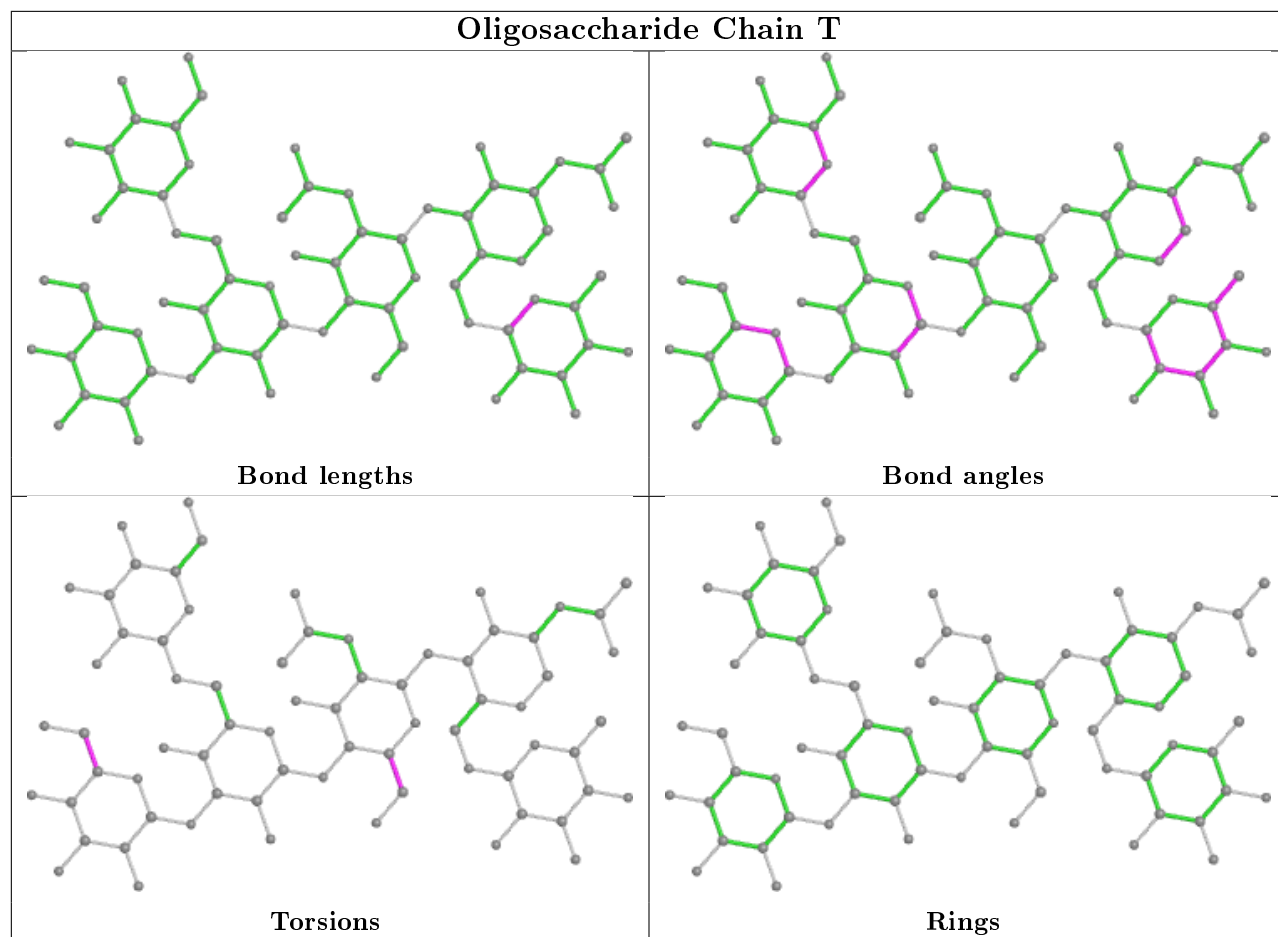 Oligosaccharide Chain T
Bond lengths
Bond angles
Torsions
Rings